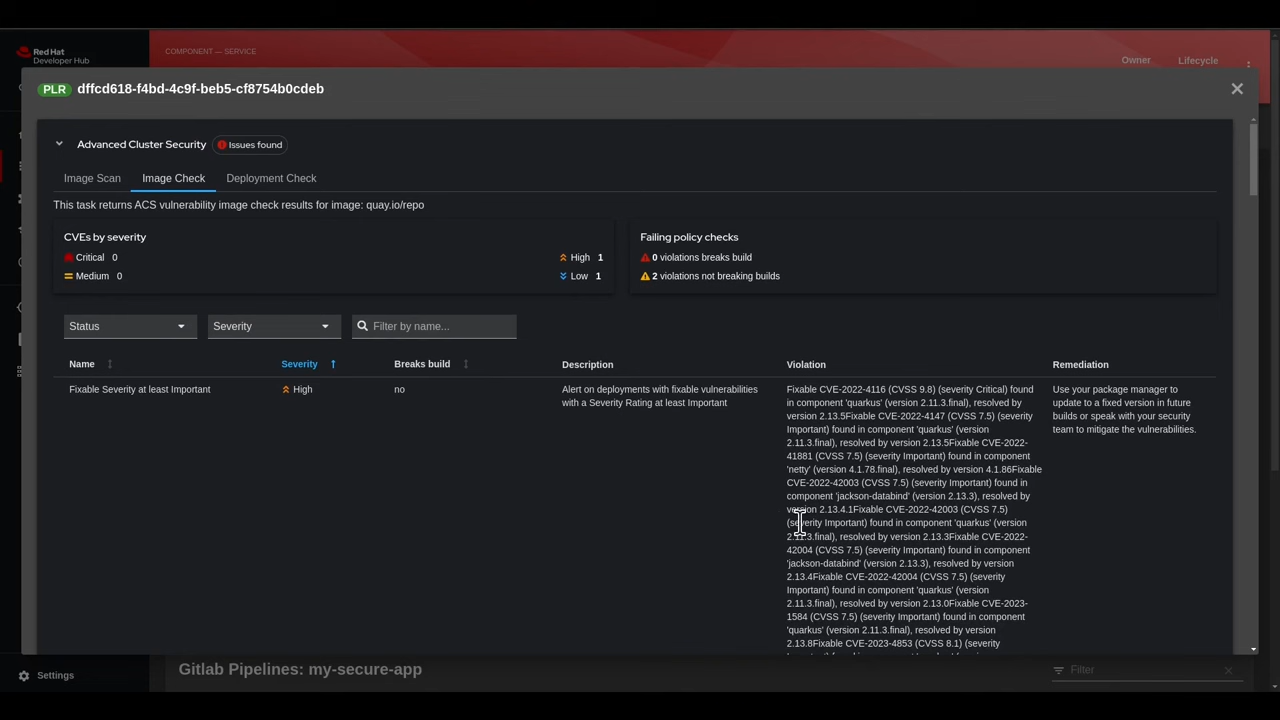 Red Hat
Developer Hub
COMPONENT — SERVICE
Owner
Lifecycle
PLR dffcd618-f4bd-4c9f-beb5-cf8754b0cdeb
Advanced Cluster Security
Issues found
Image Scan
Image Check
Deployment Check
This task returns ACS vulnerability image check results for image: quay.io/repo
CVEs by severity
Critical 0
High 1
Medium 0
Low 1
Failing policy checks
0 violations breaks build
2 violations not breaking builds
Status
Severity
Filter by name...
Name
Severity
Breaks build
Description
Violation
Remediation
Fixable Severity at least Important
High
no
Alert on deployments with fixable vulnerabilities
with a Severity Rating at least Important
Fixable CVE-2022-4116 (CVSS 9.8) (severity Critical) found
in component 'quarkus' (version 2.11.3.final), resolved by
version 2.13.5Fixable CVE-2022-4147 (CVSS 7.5) (severity
Important) found in component 'quarkus' (version
2.11.3.final), resolved by version 2.13.5Fixable CVE-2022-
41881 (CVSS 7.5) (severity Important) found in component
'netty' (version 4.1.78.final), resolved by version 4.1.86Fixable
CVE-2022-42003 (CVSS 7.5) (severity Important) found in
component 'jackson-databind' (version 2.13.3), resolved by
version 2.13.4.1Fixable CVE-2022-42003 (CVSS 7.5)
(severity Important) found in component 'quarkus' (version
2.11.3.final), resolved by version 2.13.3Fixable CVE-2022-
42004 (CVSS 7.5) (severity Important) found in component
'jackson-databind' (version 2.13.3), resolved by version
2.13.4Fixable CVE-2022-42004 (CVSS 7.5) (severity
Important) found in component 'quarkus' (version
2.11.3.final), resolved by version 2.13.0Fixable CVE-2023-
1584 (CVSS 7.5) (severity Important) found in component
'quarkus' (version 2.11.3.final), resolved by version
2.13.8Fixable CVE-2023-4853 (CVSS 8.1) (severity
Use your package manager to
update to a fixed version in future
builds or speak with your security
team to mitigate the vulnerabilities.
Settings
Gitlab Pipelines: my-secure-app
Filter